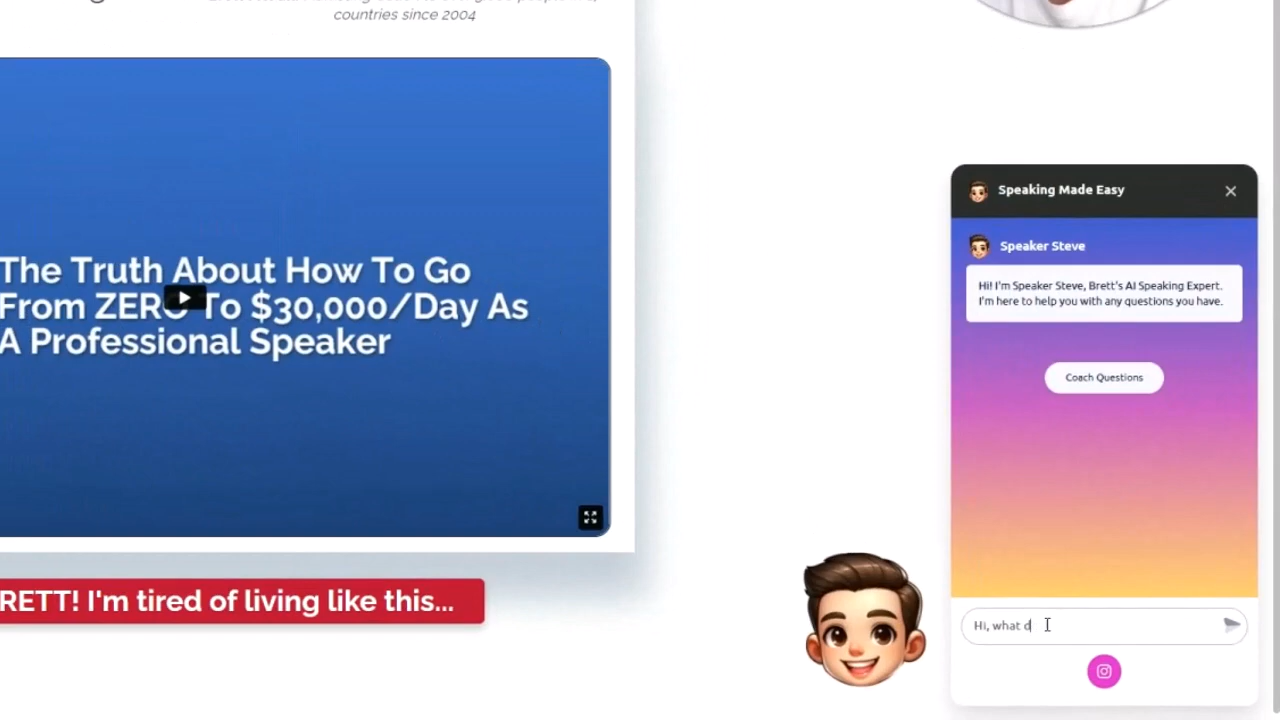 countries since 2004
The Truth About How To Go
From ZERO To $30,000/Day As
A Professional Speaker
RETT! I'm tired of living like this...
Speaking Made Easy
Speaker Steve
Hi! I'm Speaker Steve, Brett's AI Speaking Expert.
I'm here to help you with any questions you have.
Coach Questions
Hi, what d